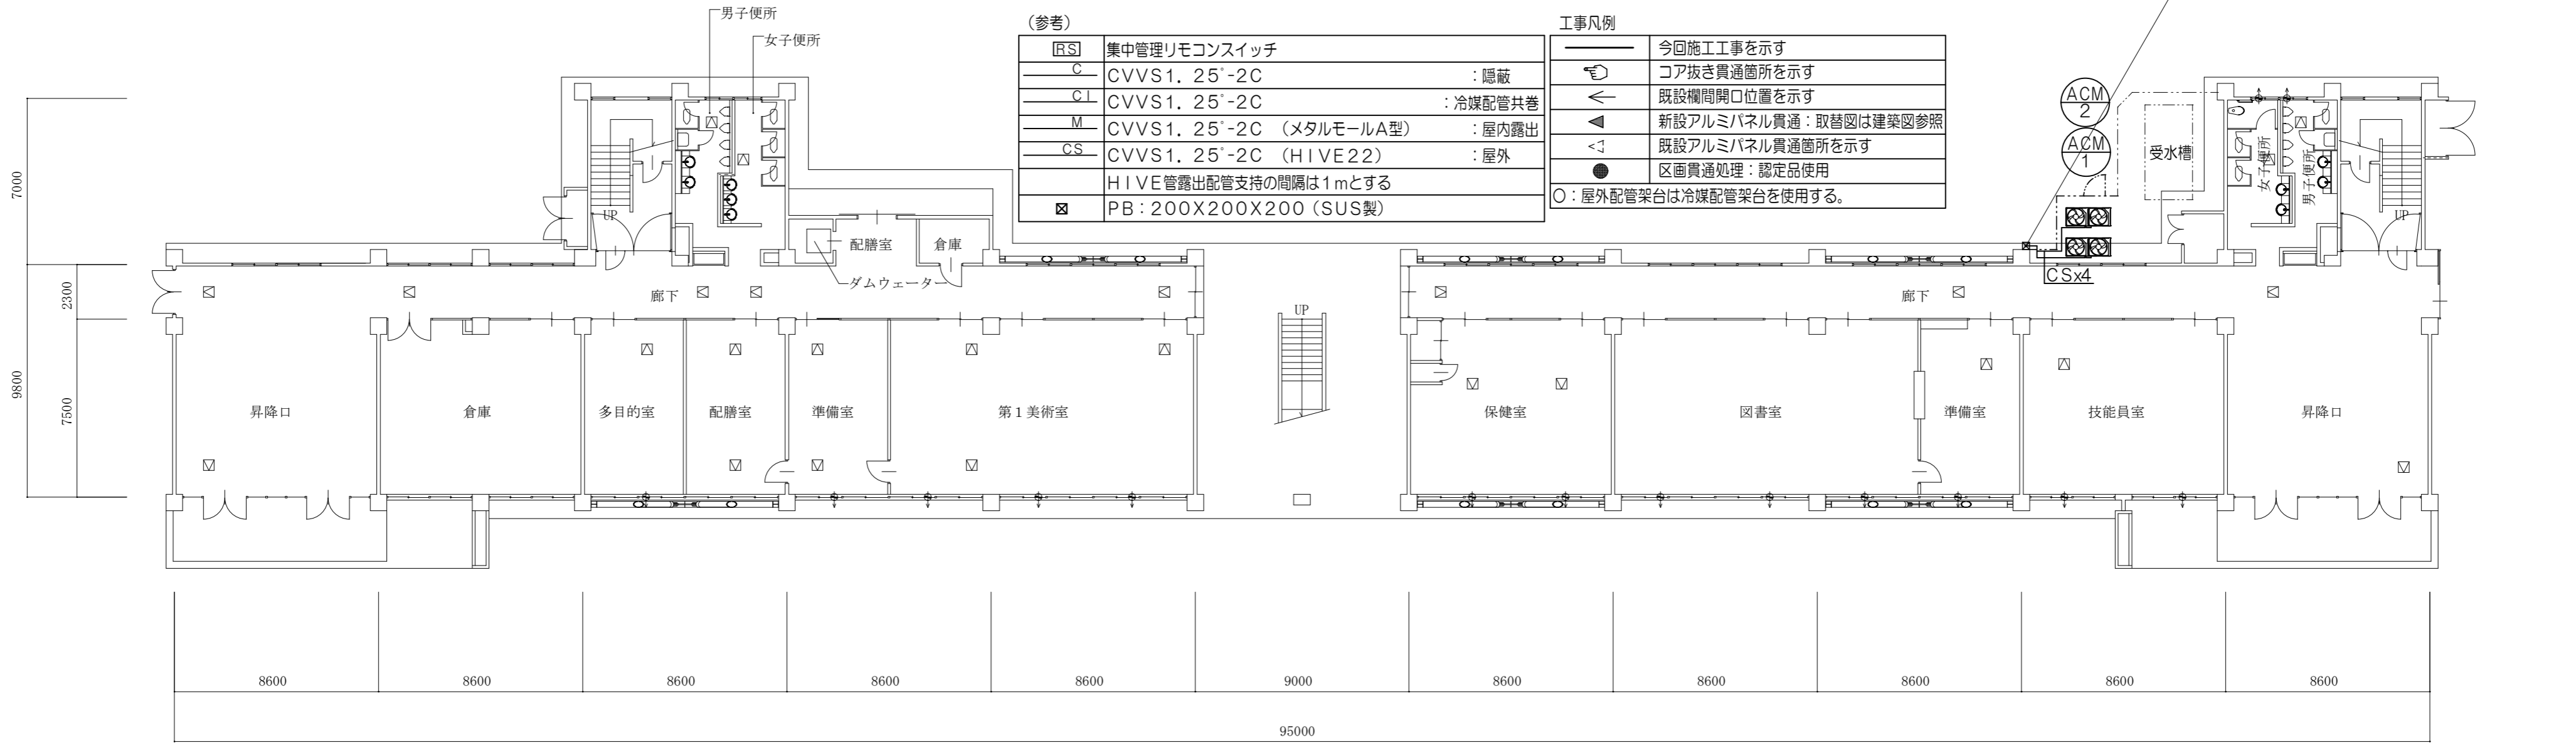 男子便所
女子便所
(参考)
RS 集中管理リモコンスイッチ
C CVVS1．25゜-2C ：隠蔽
CI CVVS1．25゜-2C ：冷媒配管共巻
M CVVS1．25゜-2C （メタルモールA型） ：屋内露出
CS CVVS1．25゜-2C （HIVE22） ：屋外
HIVE管露出配管支持の間隔は1mとする
PB：200X200X200（SUS製）
工事凡例
今回施工工事を示す
コア抜き貫通箇所を示す
既設欄間開口位置を示す
新設アルミパネル貫通：取替図は建築図参照
既設アルミパネル貫通箇所を示す
区画貫通処理：認定品使用
○：屋外配管架台は冷媒配管架台を使用する。
ACM
2
ACM
1
受水槽
女子便所
男子便所
UP
UP
配膳室
倉庫
ダムウェーター
CSx4
廊下
廊下
UP
昇降口
倉庫
多目的室
配膳室
準備室
第1美術室
保健室
図書室
準備室
技能員室
昇降口
7000
2300
9800
7500
8600
8600
8600
8600
8600
9000
8600
8600
8600
8600
8600
95000